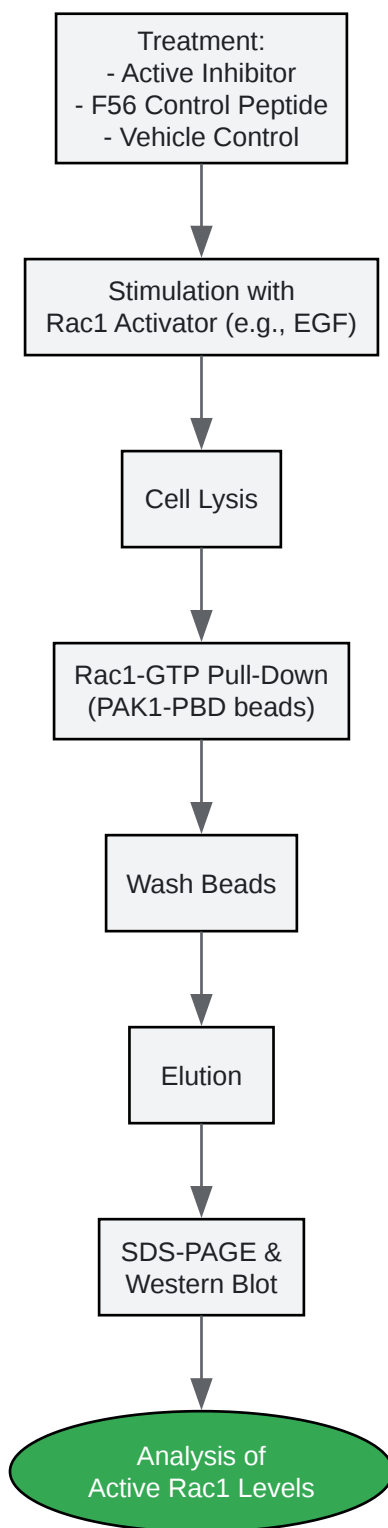 Treatment:
- Active Inhibitor
- F56 Control Peptide
- Vehicle Control
Stimulation with
Rac1 Activator (e.g., EGF)
Cell Lysis
Rac1-GTP Pull-Down
(PAK1-PBD beads)
Wash Beads
Elution
SDS-PAGE &
Western Blot
Analysis of
Active Rac1 Levels